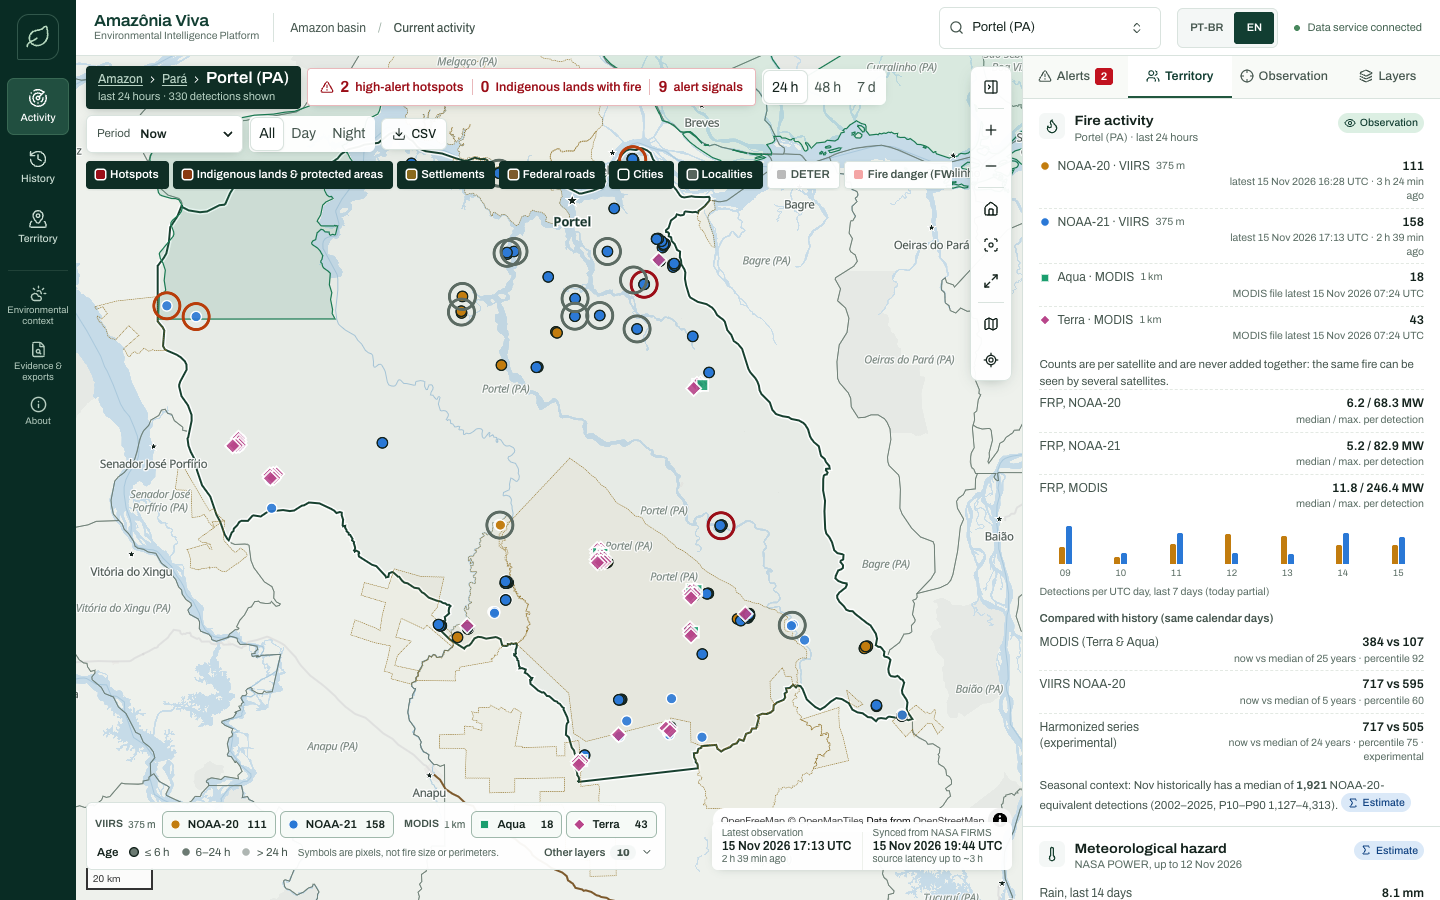 Amazônia Viva
Environmental Intelligence Platform
Amazon basin / Current activity
Portel (PA)
PT-BR EN
Data service connected
Activity
History
Territory
Environmental
context
Evidence &
exports
About
Amazon › Pará › Portel (PA)
last 24 hours · 330 detections shown
2 high-alert hotspots
0 Indigenous lands with fire
9 alert signals
24 h 48 h 7 d
Period Now
All Day Night
CSV
Hotspots
Indigenous lands & protected areas
Settlements
Federal roads
Cities
Localities
DETER
Fire danger (FWI
Melgaço (PA)
Curralinho (PA)
Breves
Portel
Bagre
Bagre (PA)
Oeiras do Pará
Oeiras do Pará (PA)
Portel (PA)
Senador José Porfírio
Senador José
Porfírio (PA)
Portel (PA)
Portel (PA)
Portel (PA)
Baião
Bagre (PA)
Vitória do Xingu
Vitória do Xingu (PA)
Baião (PA)
Anapu (PA)
Anapu
Tucuruí (PA)
VIIRS 375 m
NOAA-20 111
NOAA-21 158
MODIS 1 km
Aqua 18
Terra 43
Age ≤ 6 h 6–24 h > 24 h Symbols are pixels, not fire size or perimeters.
Other layers 10
20 km
OpenFreeMap © OpenMapTiles Data from OpenStreetMap
Latest observation
15 Nov 2026 17:13 UTC
2 h 39 min ago
Synced from NASA FIRMS
15 Nov 2026 19:44 UTC
source latency up to ~3 h
Alerts 2
Territory
Observation
Layers
Fire activity
Portel (PA) · last 24 hours
Observation
NOAA-20 · VIIRS 375 m 111
latest 15 Nov 2026 16:28 UTC · 3 h 24 min
ago
NOAA-21 · VIIRS 375 m 158
latest 15 Nov 2026 17:13 UTC · 2 h 39 min
ago
Aqua · MODIS 1 km 18
MODIS file latest 15 Nov 2026 07:24 UTC
Terra · MODIS 1 km 43
MODIS file latest 15 Nov 2026 07:24 UTC
Counts are per satellite and are never added together: the same fire can be
seen by several satellites.
FRP, NOAA-20 6.2 / 68.3 MW
median / max. per detection
FRP, NOAA-21 5.2 / 82.9 MW
median / max. per detection
FRP, MODIS 11.8 / 246.4 MW
median / max. per detection
09 10 11 12 13 14 15
Detections per UTC day, last 7 days (today partial)
Compared with history (same calendar days)
MODIS (Terra & Aqua) 384 vs 107
now vs median of 25 years · percentile 92
VIIRS NOAA-20 717 vs 595
now vs median of 5 years · percentile 60
Harmonized series
(experimental)
717 vs 505
now vs median of 24 years · percentile 75 ·
experimental
Seasonal context: Nov historically has a median of 1,921 NOAA-20-
equivalent detections (2002–2025, P10–P90 1,127–4,313). Σ Estimate
Meteorological hazard
NASA POWER, up to 12 Nov 2026
Σ Estimate
Rain, last 14 days 8.1 mm